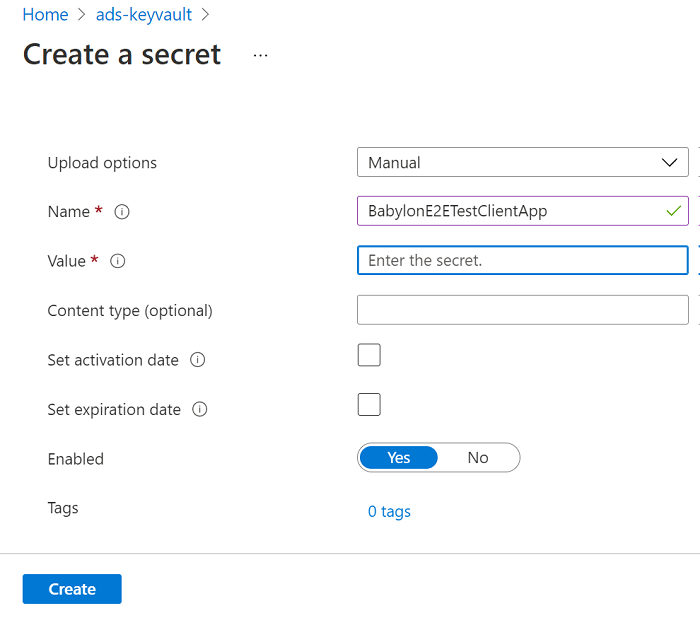 Home > ads-keyvault >
Create a secret ...
Upload options Manual
Name * BabylonE2ETestClientApp
Value * Enter the secret.
Content type (optional)
Set activation date
Set expiration date
Enabled Yes No
Tags 0 tags
Create